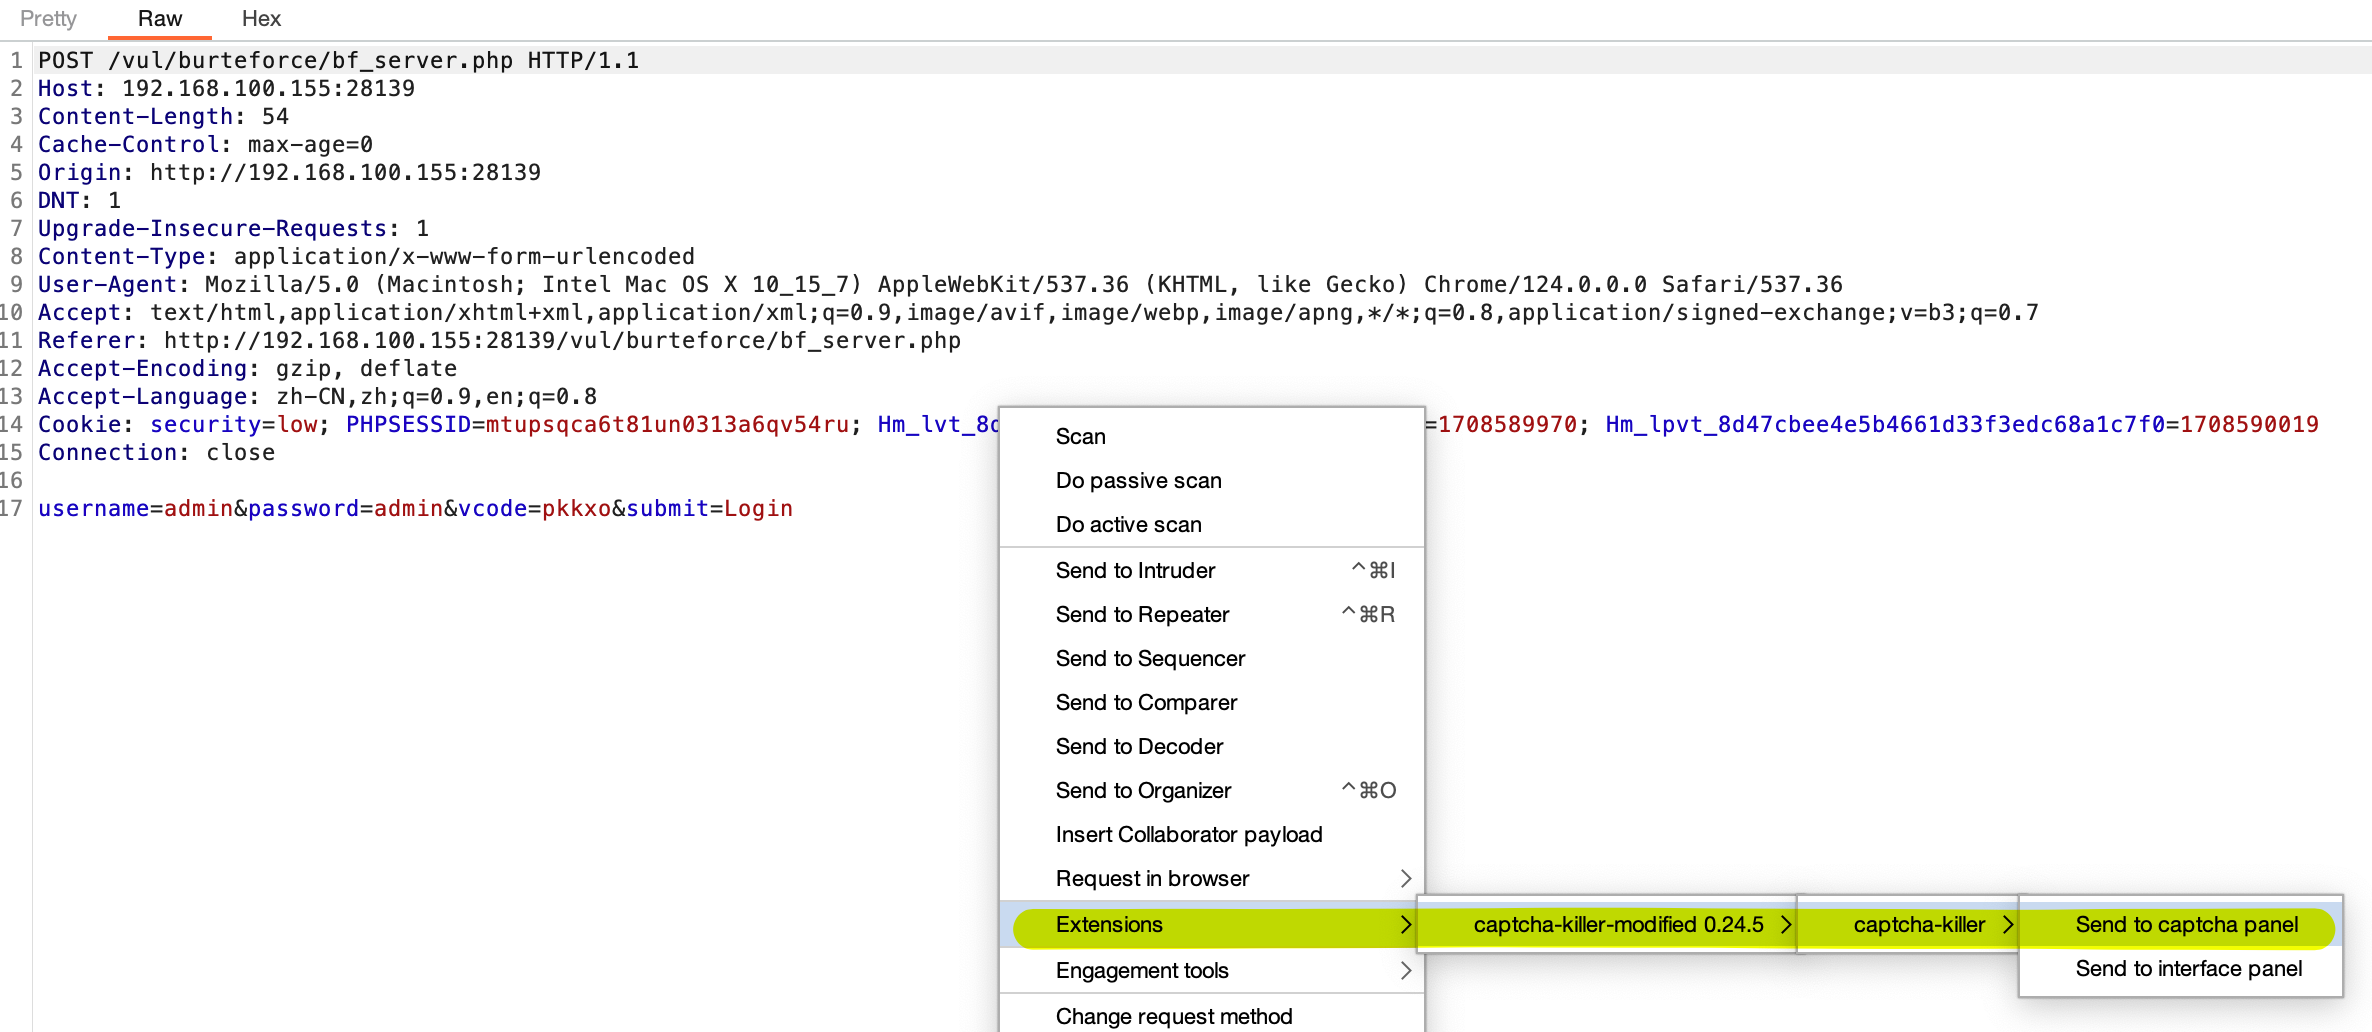 Pretty Raw Hex
1 POST /vul/burteforce/bf_server.php HTTP/1.1
2 Host: 192.168.100.155:28139
3 Content-Length: 54
4 Cache-Control: max-age=0
5 Origin: http://192.168.100.155:28139
6 DNT: 1
7 Upgrade-Insecure-Requests: 1
8 Content-Type: application/x-www-form-urlencoded
9 User-Agent: Mozilla/5.0 (Macintosh; Intel Mac OS X 10_15_7) AppleWebKit/537.36 (KHTML, like Gecko) Chrome/124.0.0.0 Safari/537.36
10 Accept: text/html,application/xhtml+xml,application/xml;q=0.9,image/avif,image/webp,image/apng,*/*;q=0.8,application/signed-exchange;v=b3;q=0.7
11 Referer: http://192.168.100.155:28139/vul/burteforce/bf_server.php
12 Accept-Encoding: gzip, deflate
13 Accept-Language: zh-CN,zh;q=0.9,en;q=0.8
14 Cookie: security=low; PHPSESSID=mtupsqca6t81un0313a6qv54ru; Hm_lvt_8 =1708589970; Hm_lpvt_8d47cbee4e5b4661d33f3edc68a1c7f0=1708590019
15 Connection: close
16
17 username=admin&password=admin&vcode=pkkxo&submit=Login
Scan
Do passive scan
Do active scan
Send to Intruder ^⌘I
Send to Repeater ^⌘R
Send to Sequencer
Send to Comparer
Send to Decoder
Send to Organizer ^⌘O
Insert Collaborator payload
Request in browser >
Extensions > captcha-killer-modified 0.24.5 > captcha-killer > Send to captcha panel
Engagement tools > Send to interface panel
Change request method